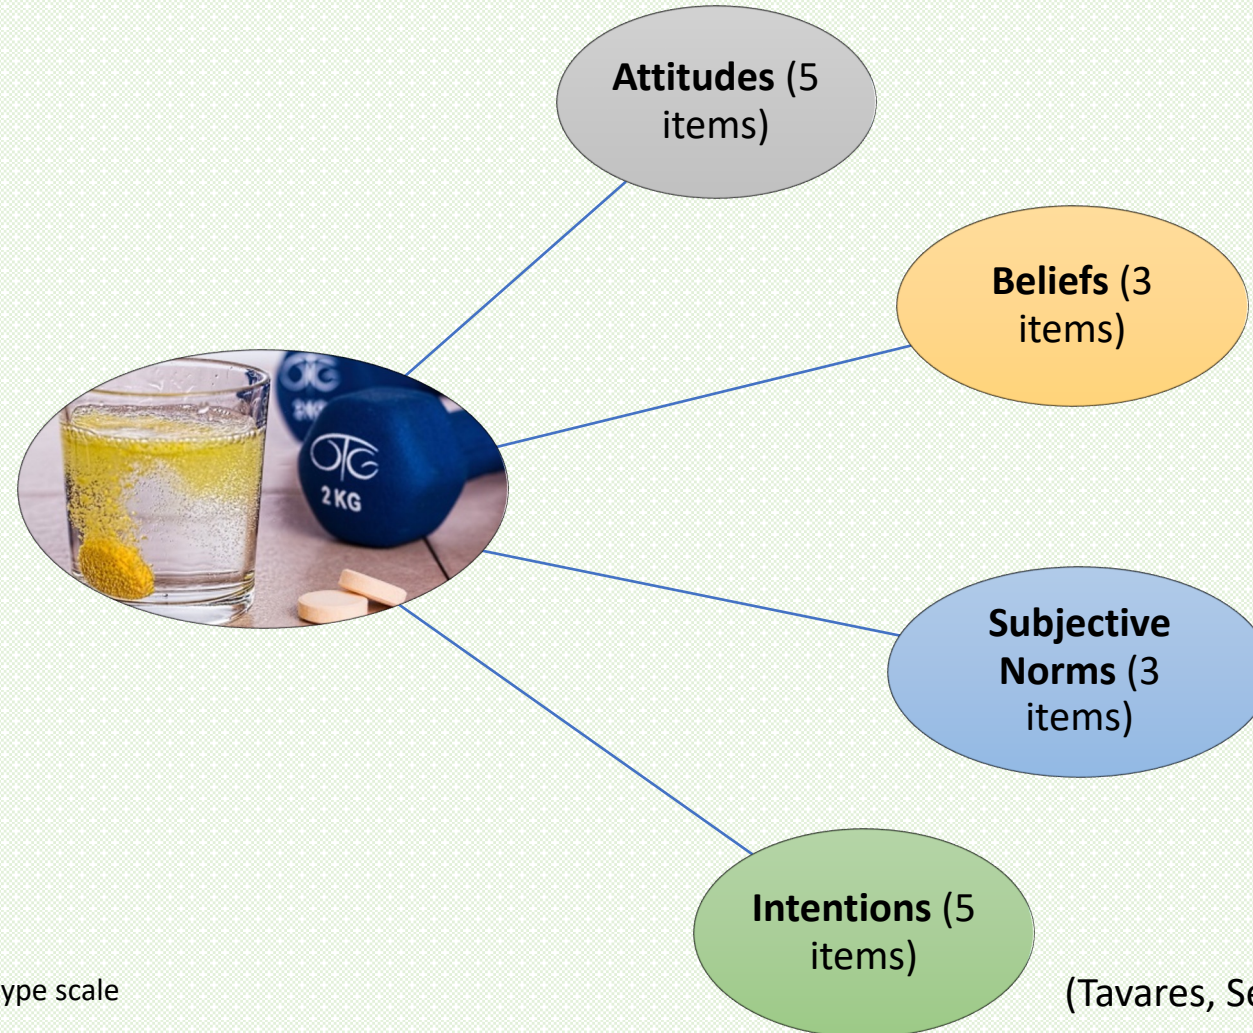 Attitudes (5
items)
Beliefs (3
items)
2 KG
Subjective
Norms (3
items)
Intentions (5
items)
ype scale
(Tavares, Se